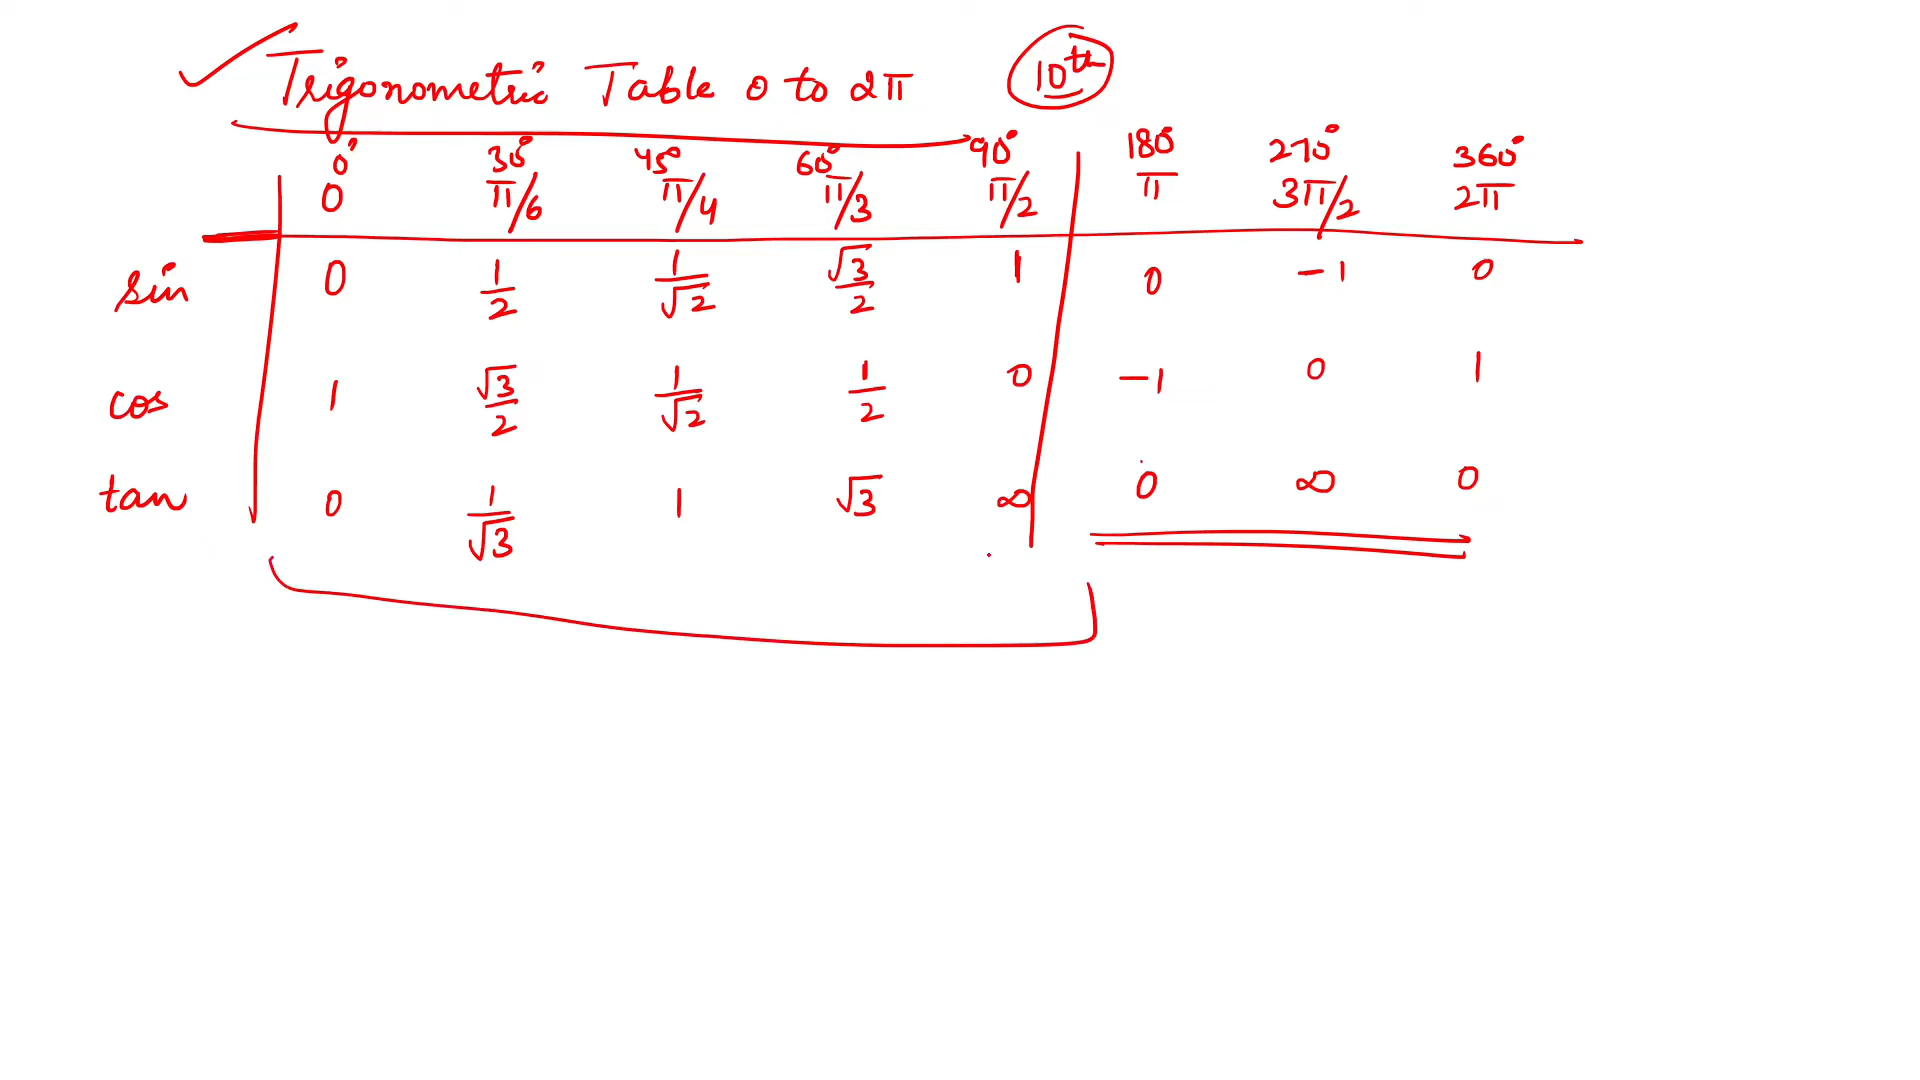 Trigonometric Table 0 to 2π 10th
0° 30° 45° 60° 90° 180° 270° 360°
0 π/6 π/4 π/3 π/2 π 3π/2 2π
sin 0 1/2 1/√2 √3/2 1 0 -1 0
cos 1 √3/2 1/√2 1/2 0 -1 0 1
tan 0 1/√3 1 √3 ∞ 0 ∞ 0